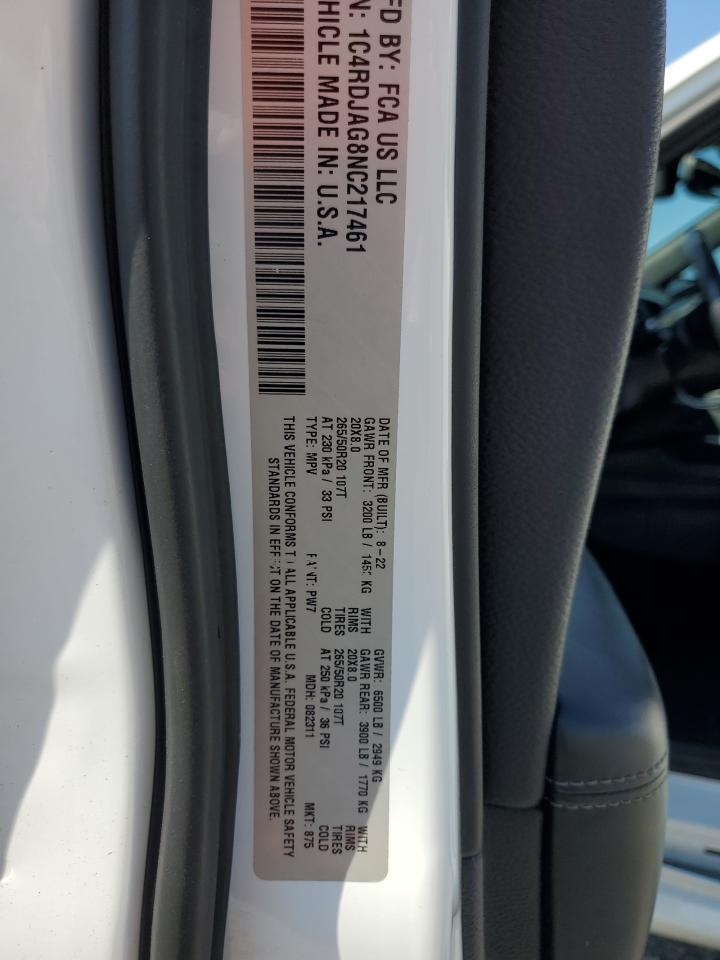 FD BY: FCA US LLC
N: 1C4RDJAG8NC217461
EHICLE MADE IN: U.S.A.
DATE OF MFR (BUILT): 8-22 GVWR: 6500 LB / 2949 KG
GAWR FRONT: 3200 LB / 145 KG WITH GAWR REAR: 3900 LB / 1770 KG WITH
20X8.0 RIMS 20X8.0 RIMS
265/50R20 107T TIRES 265/50R20 107T TIRES
AT 230 kPa / 33 PSI COLD AT 250 kPa / 36 PSI COLD
TYPE: MPV PAINT: PW7 MDH: 082311 MKT: 875
THIS VEHICLE CONFORMS TO ALL APPLICABLE U.S.A. FEDERAL MOTOR VEHICLE SAFETY
STANDARDS IN EFFECT ON THE DATE OF MANUFACTURE SHOWN ABOVE.